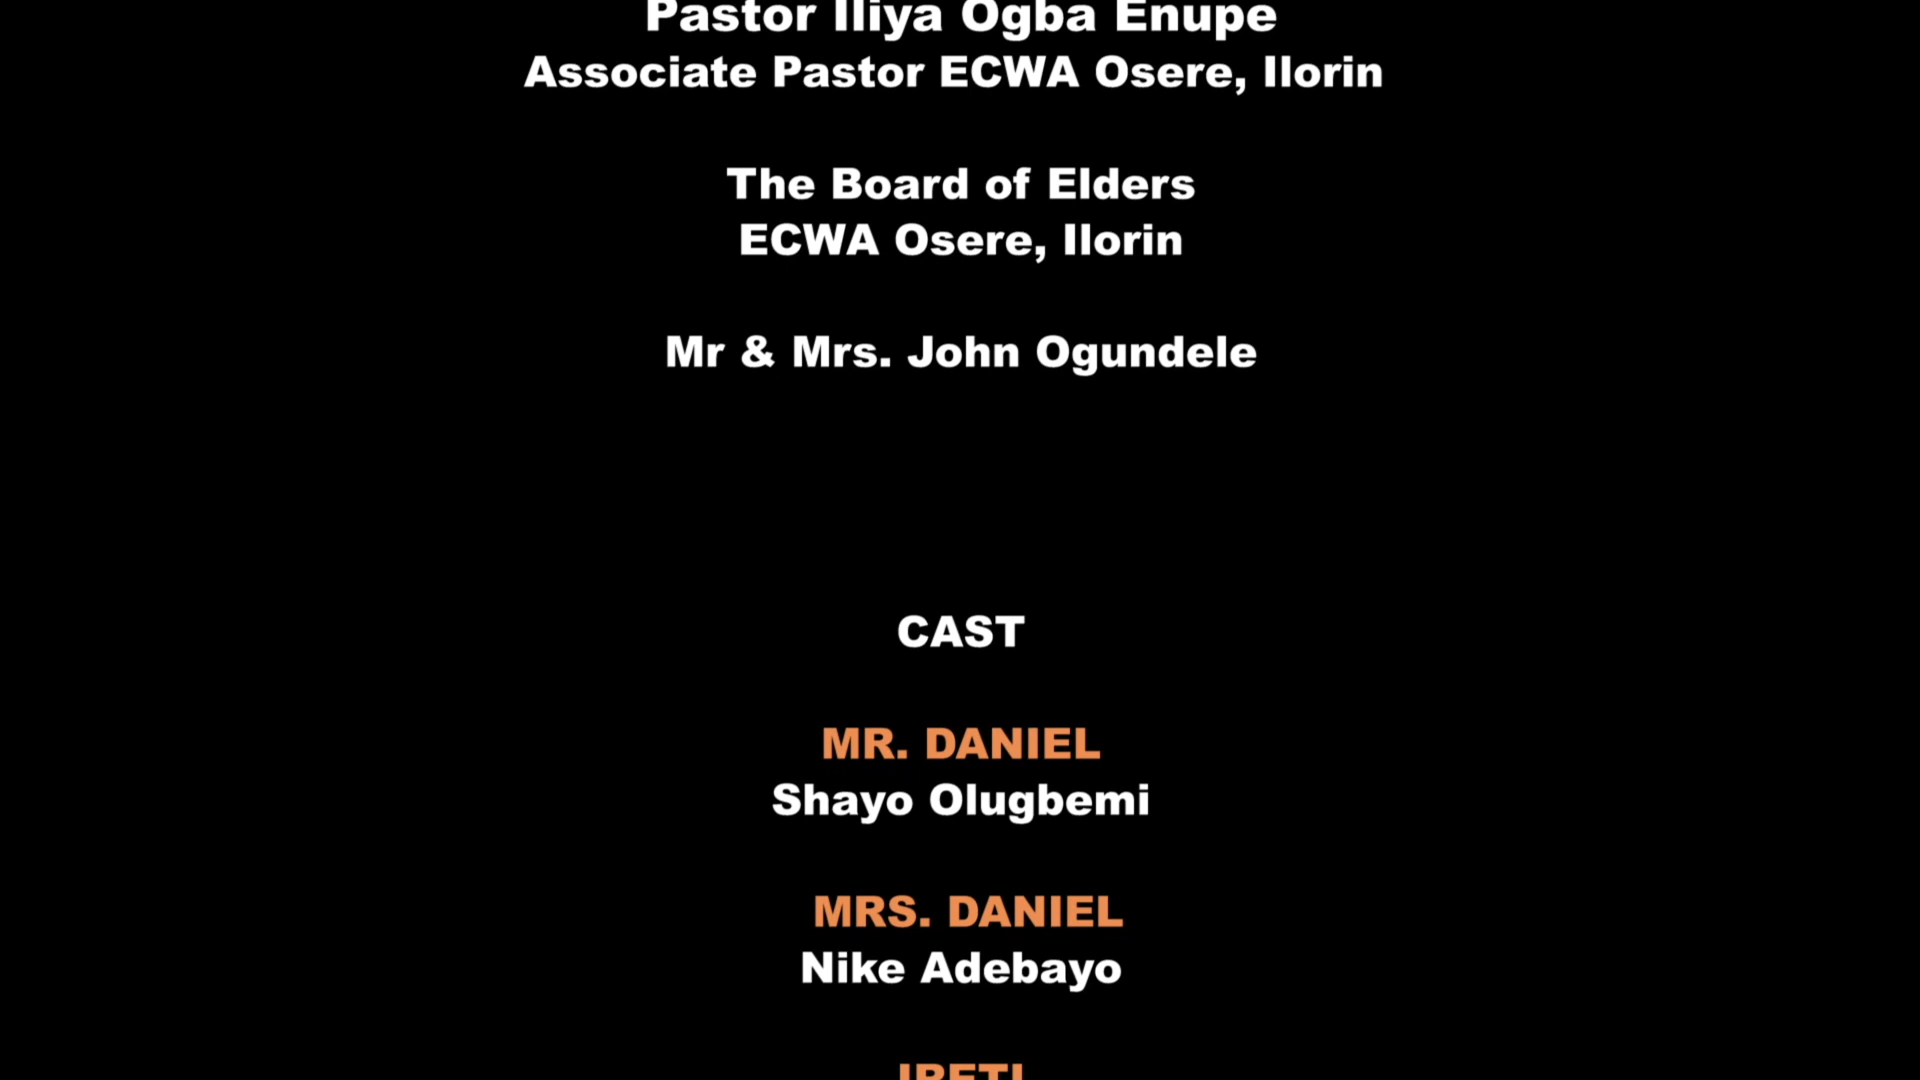 Pastor Iliya Ogba Enupe
Associate Pastor ECWA Osere, Ilorin
The Board of Elders
ECWA Osere, Ilorin
Mr & Mrs. John Ogundele
CAST
MR. DANIEL
Shayo Olugbemi
MRS. DANIEL
Nike Adebayo